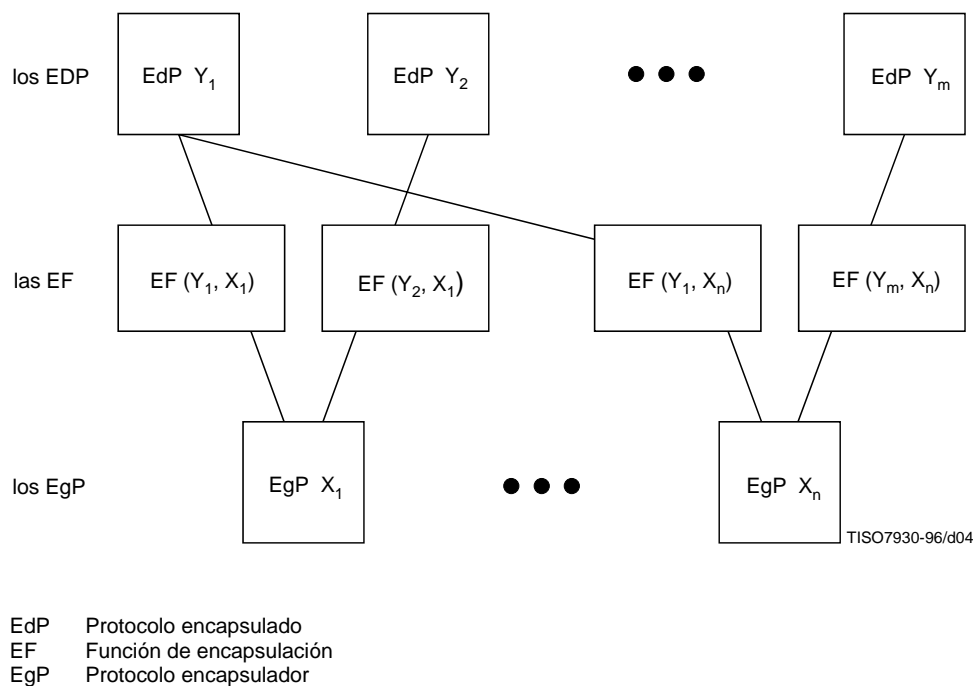 los EDP EdP Y₁ EdP Y₂ EdP Yₘ
las EF EF (Y₁, X₁) EF (Y₂, X₁) EF (Y₁, Xₙ) EF (Yₘ, Xₙ)
los EgP EgP X₁ EgP Xₙ
TISO7930-96/d04
EdP Protocolo encapsulado
EF Función de encapsulación
EgP Protocolo encapsulador